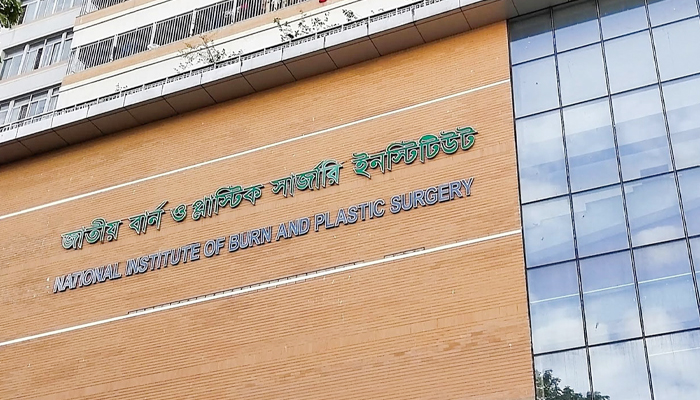 জাতীয় বার্ন ও প্লাস্টিক সার্জারি ইনস্টিটিউট
NATIONAL INSTITUTE OF BURN AND PLASTIC SURGERY